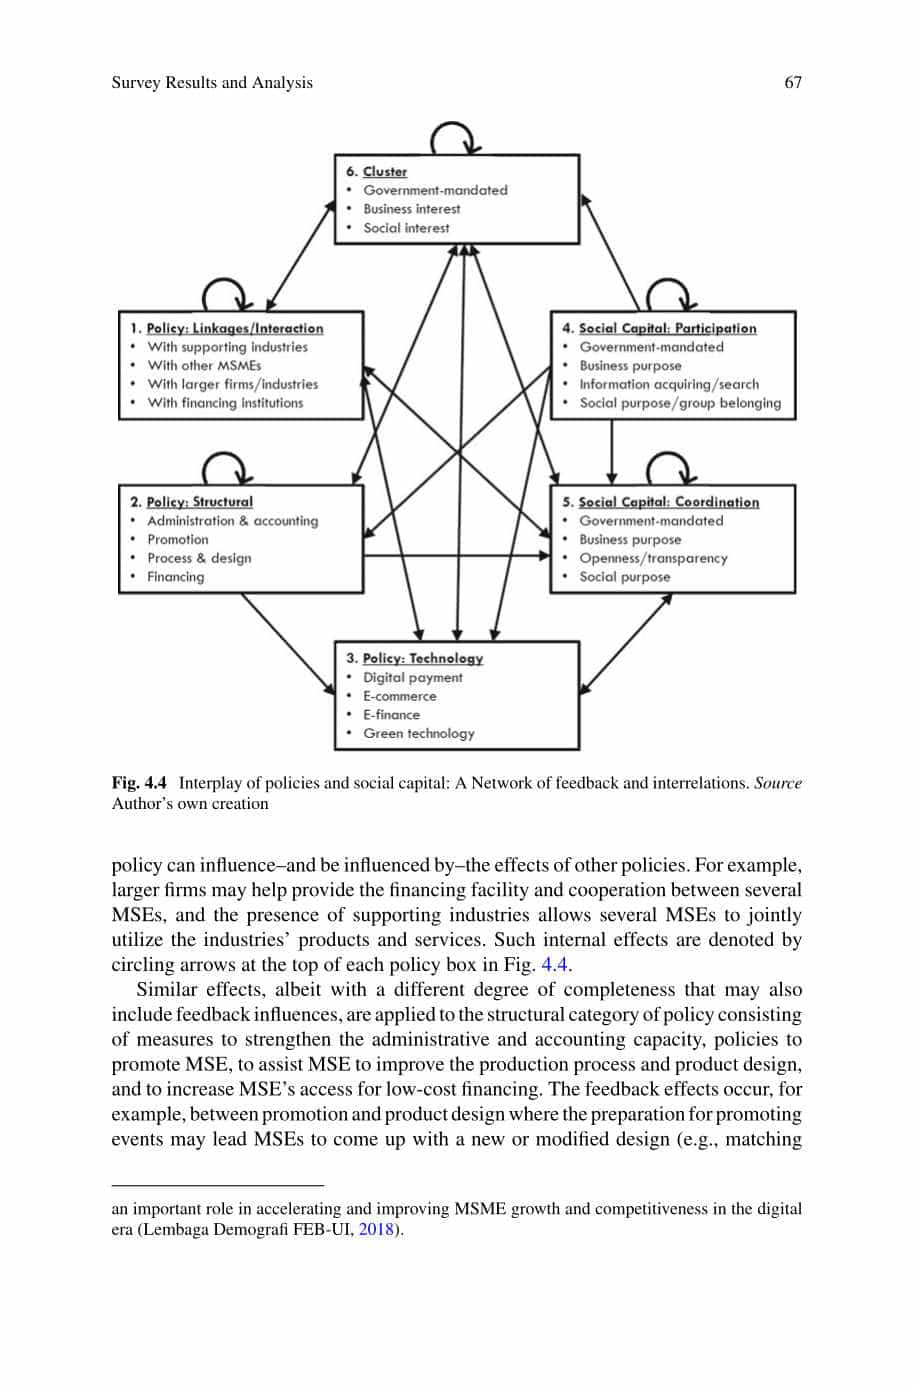 Survey Results and Analysis 67
6. Cluster
• Government-mandated
• Business interest
• Social interest
1. Policy: Linkages/Interaction
• With supporting industries
• With other MSMEs
• With larger firms/industries
• With financing institutions
4. Social Capital: Participation
• Government-mandated
• Business purpose
• Information acquiring/search
• Social purpose/group belonging
2. Policy: Structural
• Administration & accounting
• Promotion
• Process & design
• Financing
5. Social Capital: Coordination
• Government-mandated
• Business purpose
• Openness/transparency
• Social purpose
3. Policy: Technology
• Digital payment
• E-commerce
• E-finance
• Green technology
Fig. 4.4 Interplay of policies and social capital: A Network of feedback and interrelations. Source
Author’s own creation
policy can influence–and be influenced by–the effects of other policies. For example,
larger firms may help provide the financing facility and cooperation between several
MSEs, and the presence of supporting industries allows several MSEs to jointly
utilize the industries’ products and services. Such internal effects are denoted by
circling arrows at the top of each policy box in Fig. 4.4.
Similar effects, albeit with a different degree of completeness that may also
include feedback influences, are applied to the structural category of policy consisting
of measures to strengthen the administrative and accounting capacity, policies to
promote MSE, to assist MSE to improve the production process and product design,
and to increase MSE’s access for low-cost financing. The feedback effects occur, for
example, between promotion and product design where the preparation for promoting
events may lead MSEs to come up with a new or modified design (e.g., matching
an important role in accelerating and improving MSME growth and competitiveness in the digital
era (Lembaga Demografi FEB-UI, 2018).